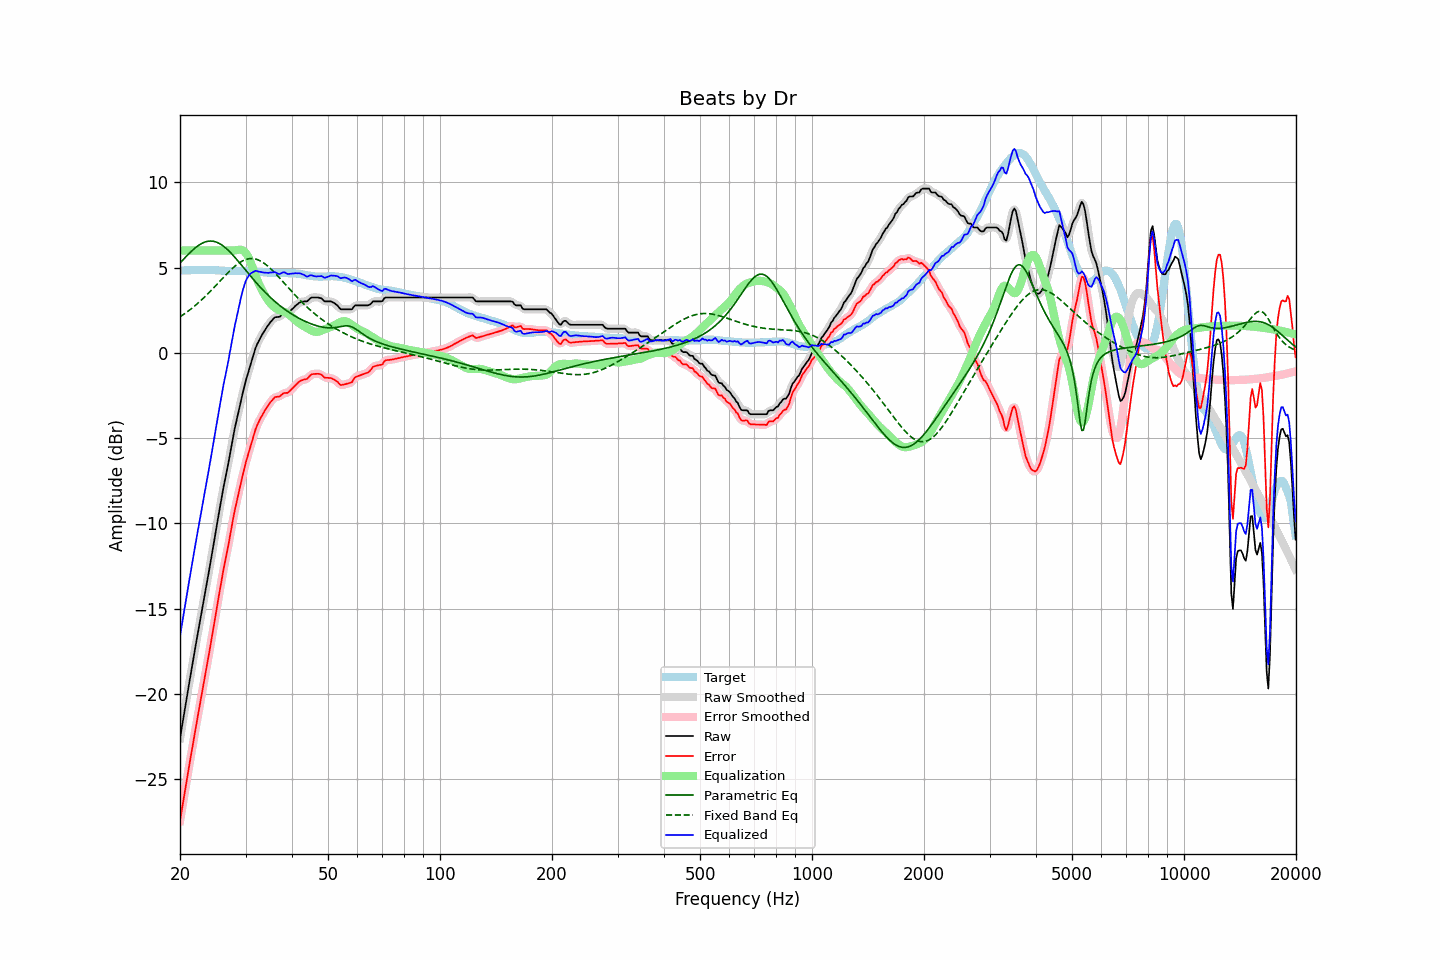 Beats by Dr
Amplitude (dBr)
10
5
0
−5
−10
−15
−20
−25
20
50
100
200
500
1000
2000
5000
10000
20000
Frequency (Hz)
Target
Raw Smoothed
Error Smoothed
Raw
Error
Equalization
Parametric Eq
Fixed Band Eq
Equalized